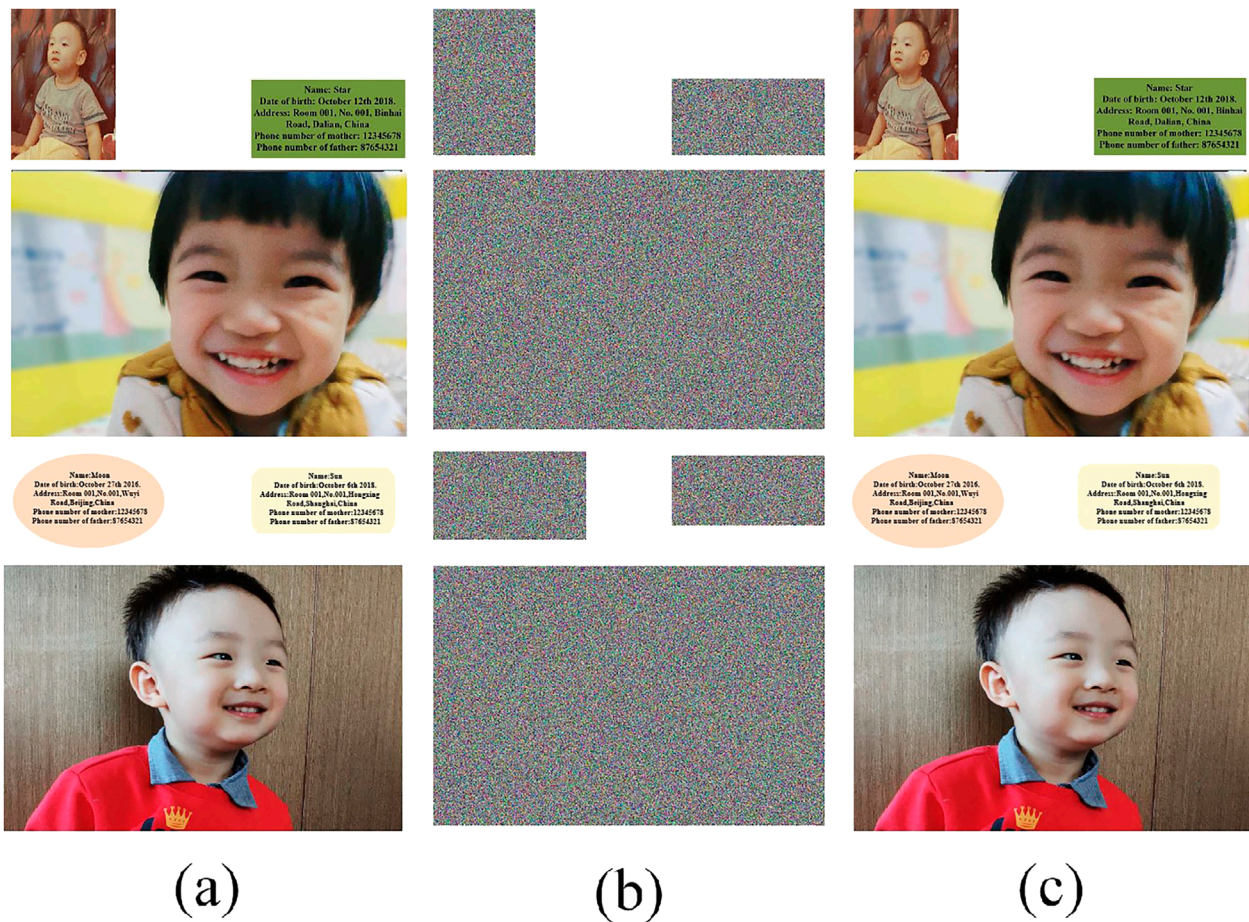 Name: Star
Date of birth: October 12th 2018.
Address: Room 001, No. 001, Binhai
Road, Dalian, China
Phone number of mother: 12345678
Phone number of father: 87654321
Name: Star
Date of birth: October 12th 2018.
Address: Room 001, No. 001, Binhai
Road, Dalian, China
Phone number of mother: 12345678
Phone number of father: 87654321
Name:Moon
Date of birth:October 27th 2016.
Address:Room 001,No.001,Wuyi
Road,Beijing,China
Phone number of mother:12345678
Phone number of father:87654321
Name:Sun
Date of birth:October 6th 2018.
Address:Room 001,No.001,Hongxing
Road,Shanghai,China
Phone number of mother:12345678
Phone number of father:87654321
Name:Moon
Date of birth:October 27th 2016.
Address:Room 001,No.001,Wuyi
Road,Beijing,China
Phone number of mother:12345678
Phone number of father:87654321
Name:Sun
Date of birth:October 6th 2018.
Address:Room 001,No.001,Hongxing
Road,Shanghai,China
Phone number of mother:12345678
Phone number of father:87654321
(a)
(b)
(c)